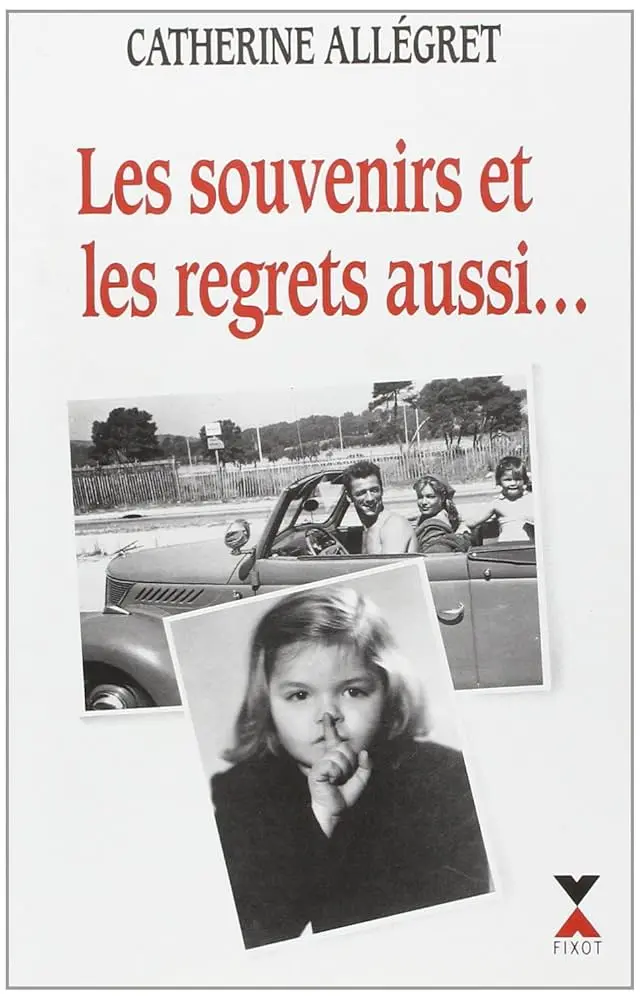 CATHERINE ALLÉGRET
Les souvenirs et
les regrets aussi...
FIXOT